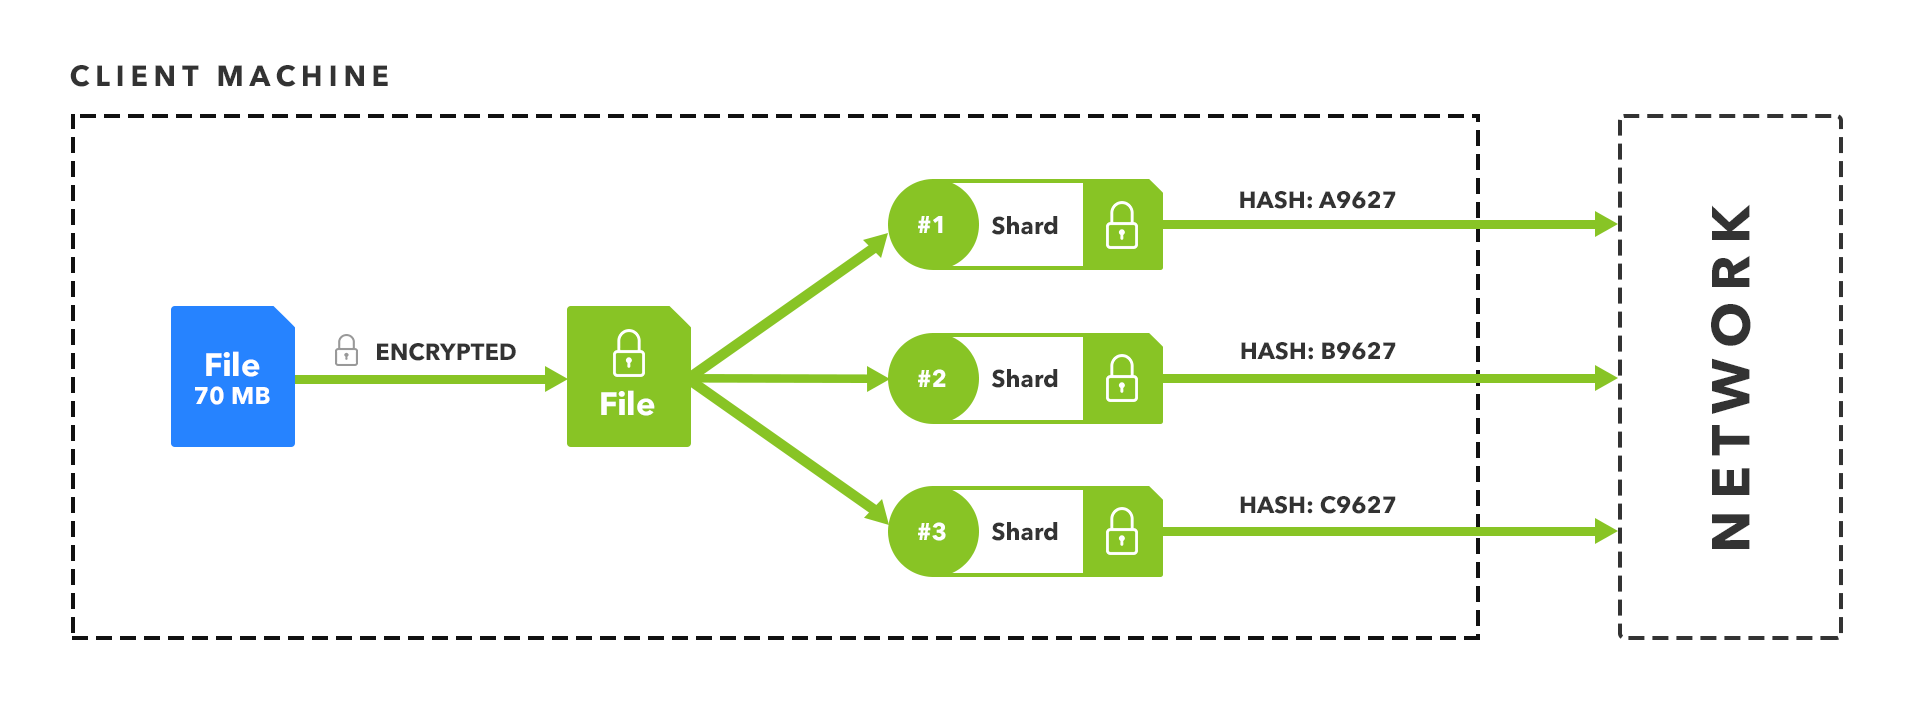 CLIENT MACHINE
File
70 MB
ENCRYPTED
File
#1 Shard
HASH: A9627
#2 Shard
HASH: B9627
#3 Shard
HASH: C9627
NETWORK